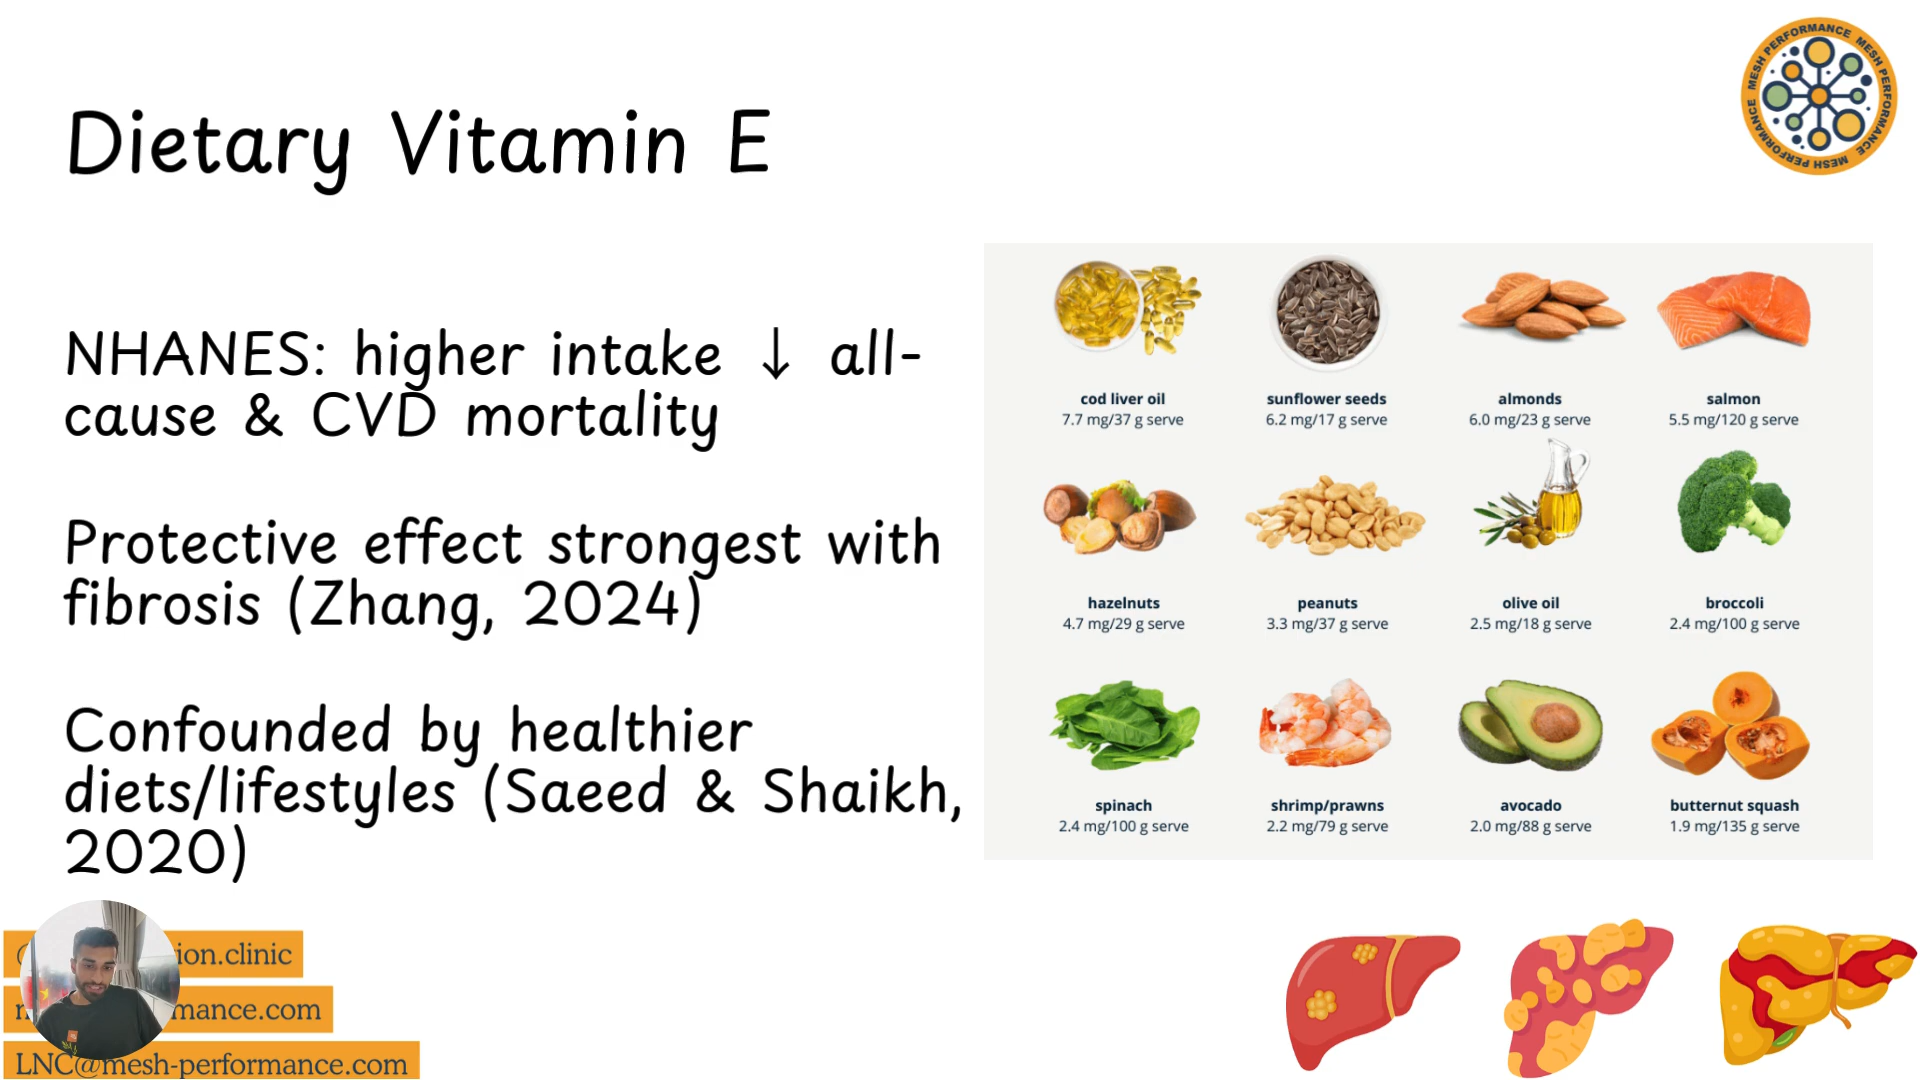 Dietary Vitamin E
NHANES: higher intake ↓ all-
cause & CVD mortality
Protective effect strongest with
fibrosis (Zhang, 2024)
Confounded by healthier
diets/lifestyles (Saeed & Shaikh,
2020)
MESH PERFORMANCE MESH PERFORMANCE MESH PERFORMANCE
cod liver oil
7.7 mg/37 g serve
sunflower seeds
6.2 mg/17 g serve
almonds
6.0 mg/23 g serve
salmon
5.5 mg/120 g serve
hazelnuts
4.7 mg/29 g serve
peanuts
3.3 mg/37 g serve
olive oil
2.5 mg/18 g serve
broccoli
2.4 mg/100 g serve
spinach
2.4 mg/100 g serve
shrimp/prawns
2.2 mg/79 g serve
avocado
2.0 mg/88 g serve
butternut squash
1.9 mg/135 g serve
ion.clinic
mance.com
LNC@mesh-performance.com